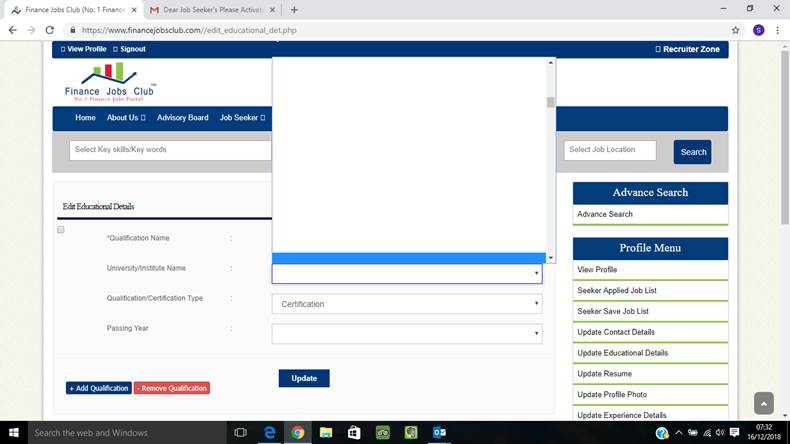 Finance Jobs Club (No. 1 Finance
Dear Job Seeker's Please Activate
https://www.financejobsclub.com//edit_educational_det.php
View Profile Signout Recruiter Zone
Finance Jobs Club
No. 1 Finance Jobs Portal
Home About Us Advisory Board Job Seeker
Select Key skills/Key words
Select Job Location
Search
Edit Educational Details
*Qualification Name :
University/Institute Name :
Qualification/Certification Type : Certification
Passing Year :
Update
+ Add Qualification - Remove Qualification
Advance Search
Advance Search
Profile Menu
View Profile
Seeker Applied Job List
Seeker Save Job List
Update Contact Details
Update Educational Details
Update Resume
Update Profile Photo
Update Experience Details
Search the web and Windows
07:32
16/12/2018